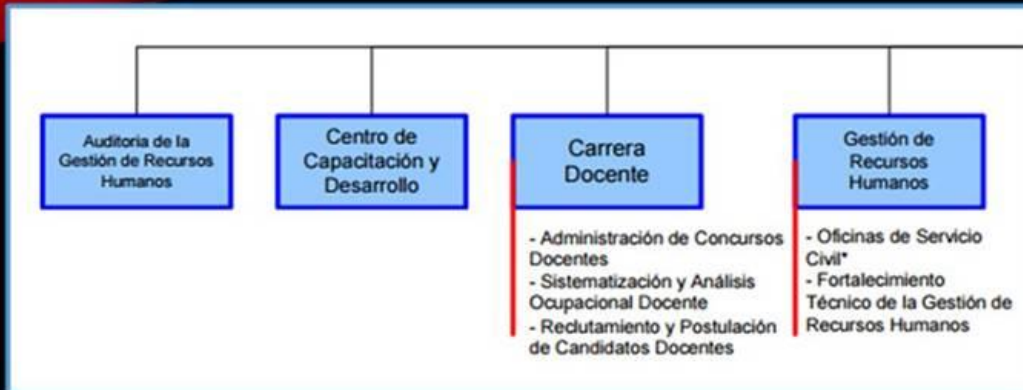 Auditoria de la
Gestión de Recursos
Humanos
Centro de
Capacitación y
Desarrollo
Carrera
Docente
- Administración de Concursos
Docentes
- Sistematización y Análisis
Ocupacional Docente
- Reclutamiento y Postulación
de Candidatos Docentes
Gestión de
Recursos
Humanos
- Oficinas de Servicio
Civil*
- Fortalecimiento
Técnico de la Gestión de
Recursos Humanos